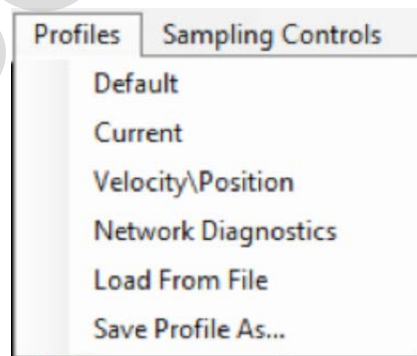 Profiles Sampling Controls
Default
Current
Velocity\Position
Network Diagnostics
Load From File
Save Profile As...